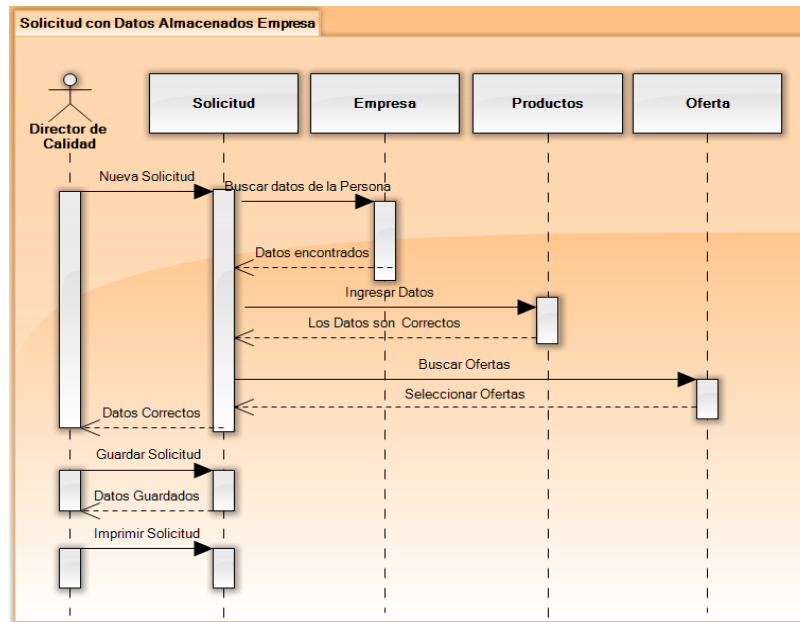 Solicitud con Datos Almacenados Empresa
Director de
Calidad
Solicitud
Empresa
Productos
Oferta
Nueva Solicitud
Buscar datos de la Persona
Datos encontrados
Ingresar Datos
Los Datos son Correctos
Buscar Ofertas
Seleccionar Ofertas
Datos Correctos
Guardar Solicitud
Datos Guardados
Imprimir Solicitud